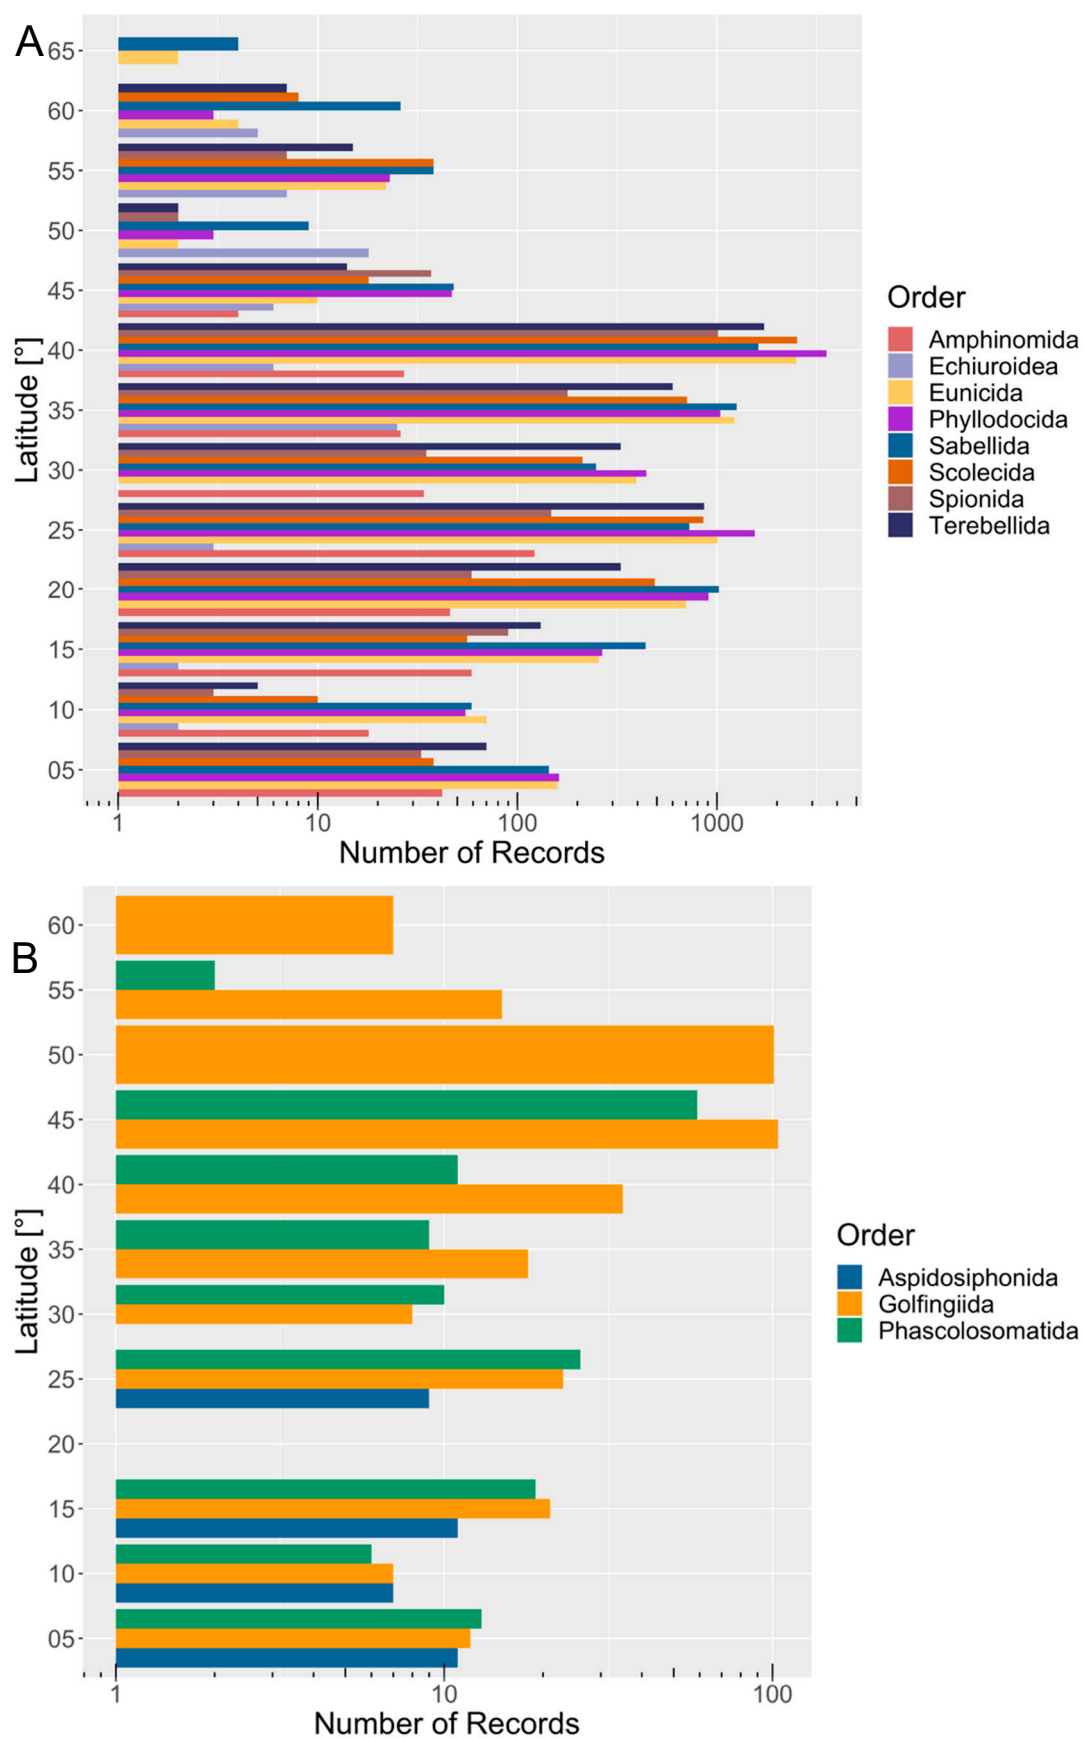 A
65
60
55
50
45
40
35
30
25
20
15
10
05
Latitude [°]
1 10 100 1000
Number of Records
Order
Amphinomida
Echiuroidea
Eunicida
Phyllodocida
Sabellida
Scolecida
Spionida
Terebellida
B
60
55
50
45
40
35
30
25
20
15
10
05
Latitude [°]
1 10 100
Number of Records
Order
Aspidosiphonida
Golfingiida
Phascolosomatida